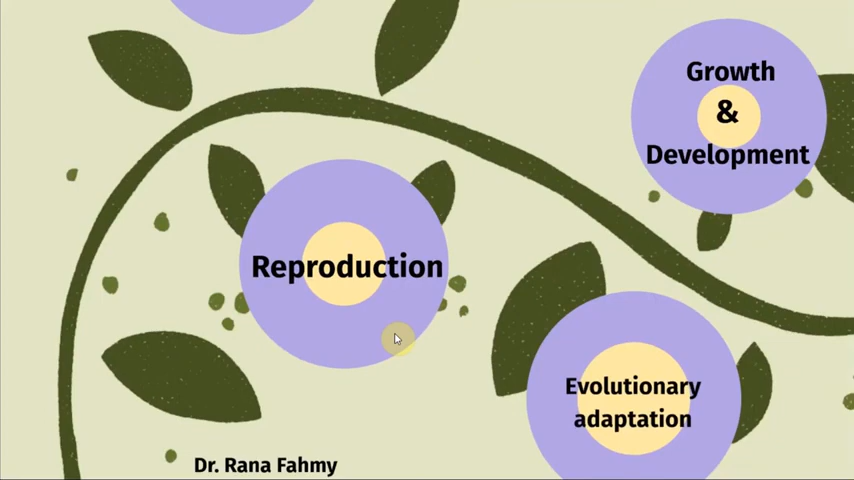 Growth
&
Development
Reproduction
Evolutionary
adaptation
Dr. Rana Fahmy